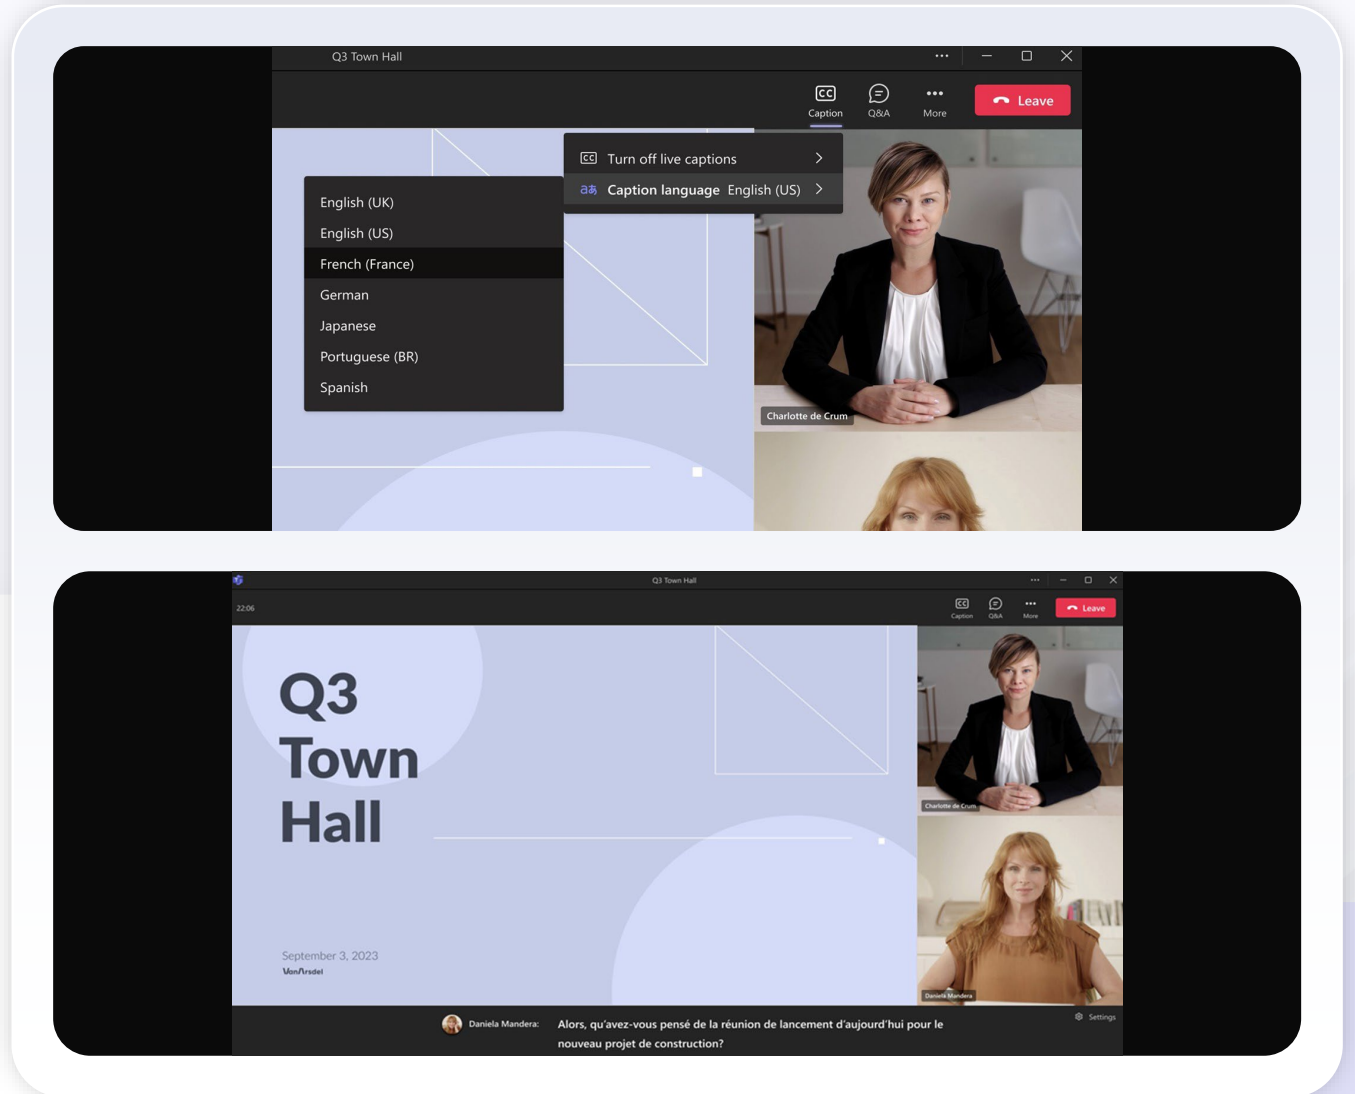 Q3 Town Hall
Caption
Q&A
More
Leave
Turn off live captions
Caption language English (US)
English (UK)
English (US)
French (France)
German
Japanese
Portuguese (BR)
Spanish
Charlotte de Crum
Q3 Town Hall
22:06
Caption
Q&A
More
Leave
Q3
Town
Hall
September 3, 2023
VanArsdel
Charlotte de Crum
Daniela Mandera
Daniela Mandera: Alors, qu'avez-vous pensé de la réunion de lancement d'aujourd'hui pour le
nouveau projet de construction?
Settings